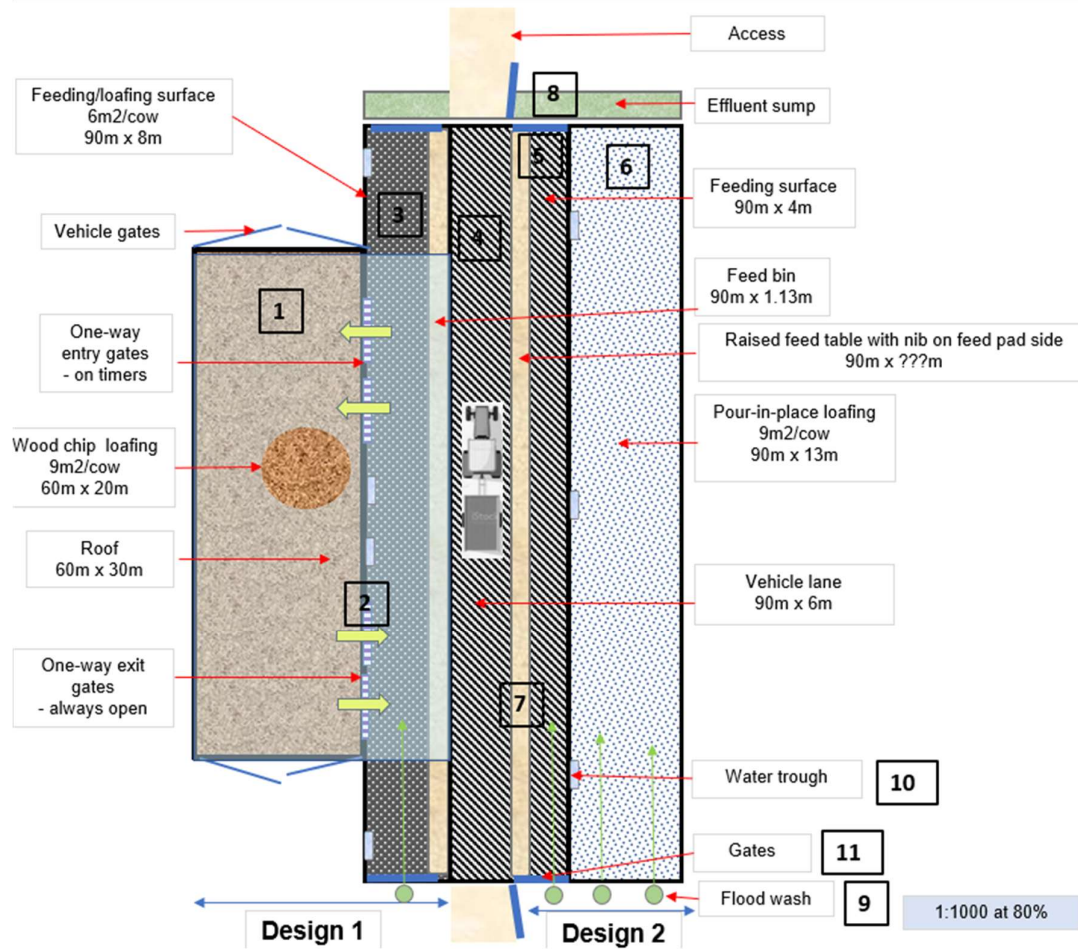 Access
8
Effluent sump
Feeding/loafing surface
6m2/cow
90m x 8m
5
6
3
Feeding surface
90m x 4m
Vehicle gates
4
Feed bin
90m x 1.13m
1
One-way
entry gates
- on timers
Raised feed table with nib on feed pad side
90m x ???m
Pour-in-place loafing
9m2/cow
90m x 13m
Wood chip loafing
9m2/cow
60m x 20m
Roof
60m x 30m
Vehicle lane
90m x 6m
2
One-way exit
gates
- always open
7
Water trough
10
Gates
11
Flood wash
9
1:1000 at 80%
Design 1
Design 2